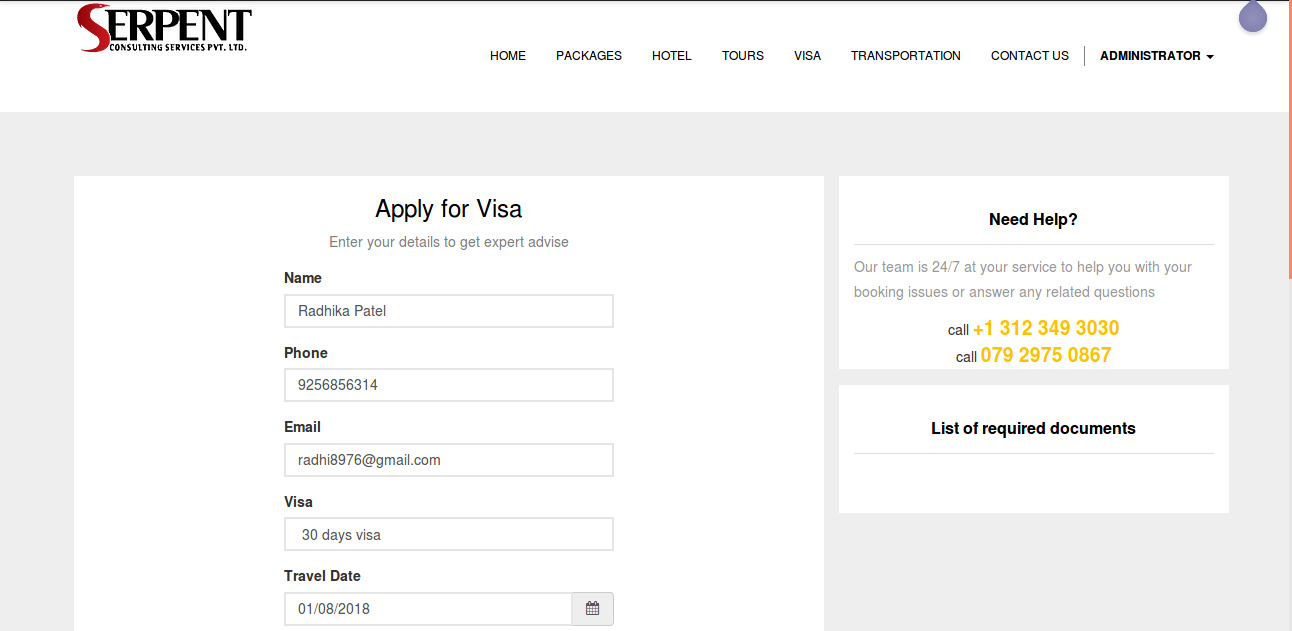 SERPENT
CONSULTING SERVICES PVT. LTD.
HOME PACKAGES HOTEL TOURS VISA TRANSPORTATION CONTACT US ADMINISTRATOR
Apply for Visa
Enter your details to get expert advise
Name
Radhika Patel
Phone
9256856314
Email
radhi8976@gmail.com
Visa
30 days visa
Travel Date
01/08/2018
Need Help?
Our team is 24/7 at your service to help you with your
booking issues or answer any related questions
call +1 312 349 3030
call 079 2975 0867
List of required documents